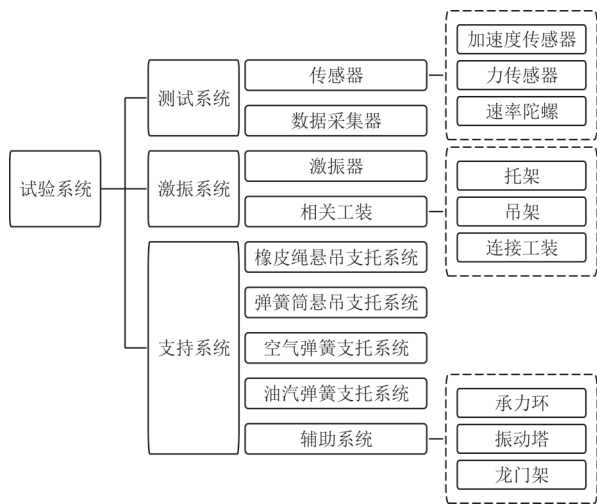 试验系统
测试系统
传感器
加速度传感器
力传感器
速率陀螺
数据采集器
激振系统
激振器
相关工装
托架
吊架
连接工装
支持系统
橡皮绳悬吊支托系统
弹簧筒悬吊支托系统
空气弹簧支托系统
油汽弹簧支托系统
辅助系统
承力环
振动塔
龙门架